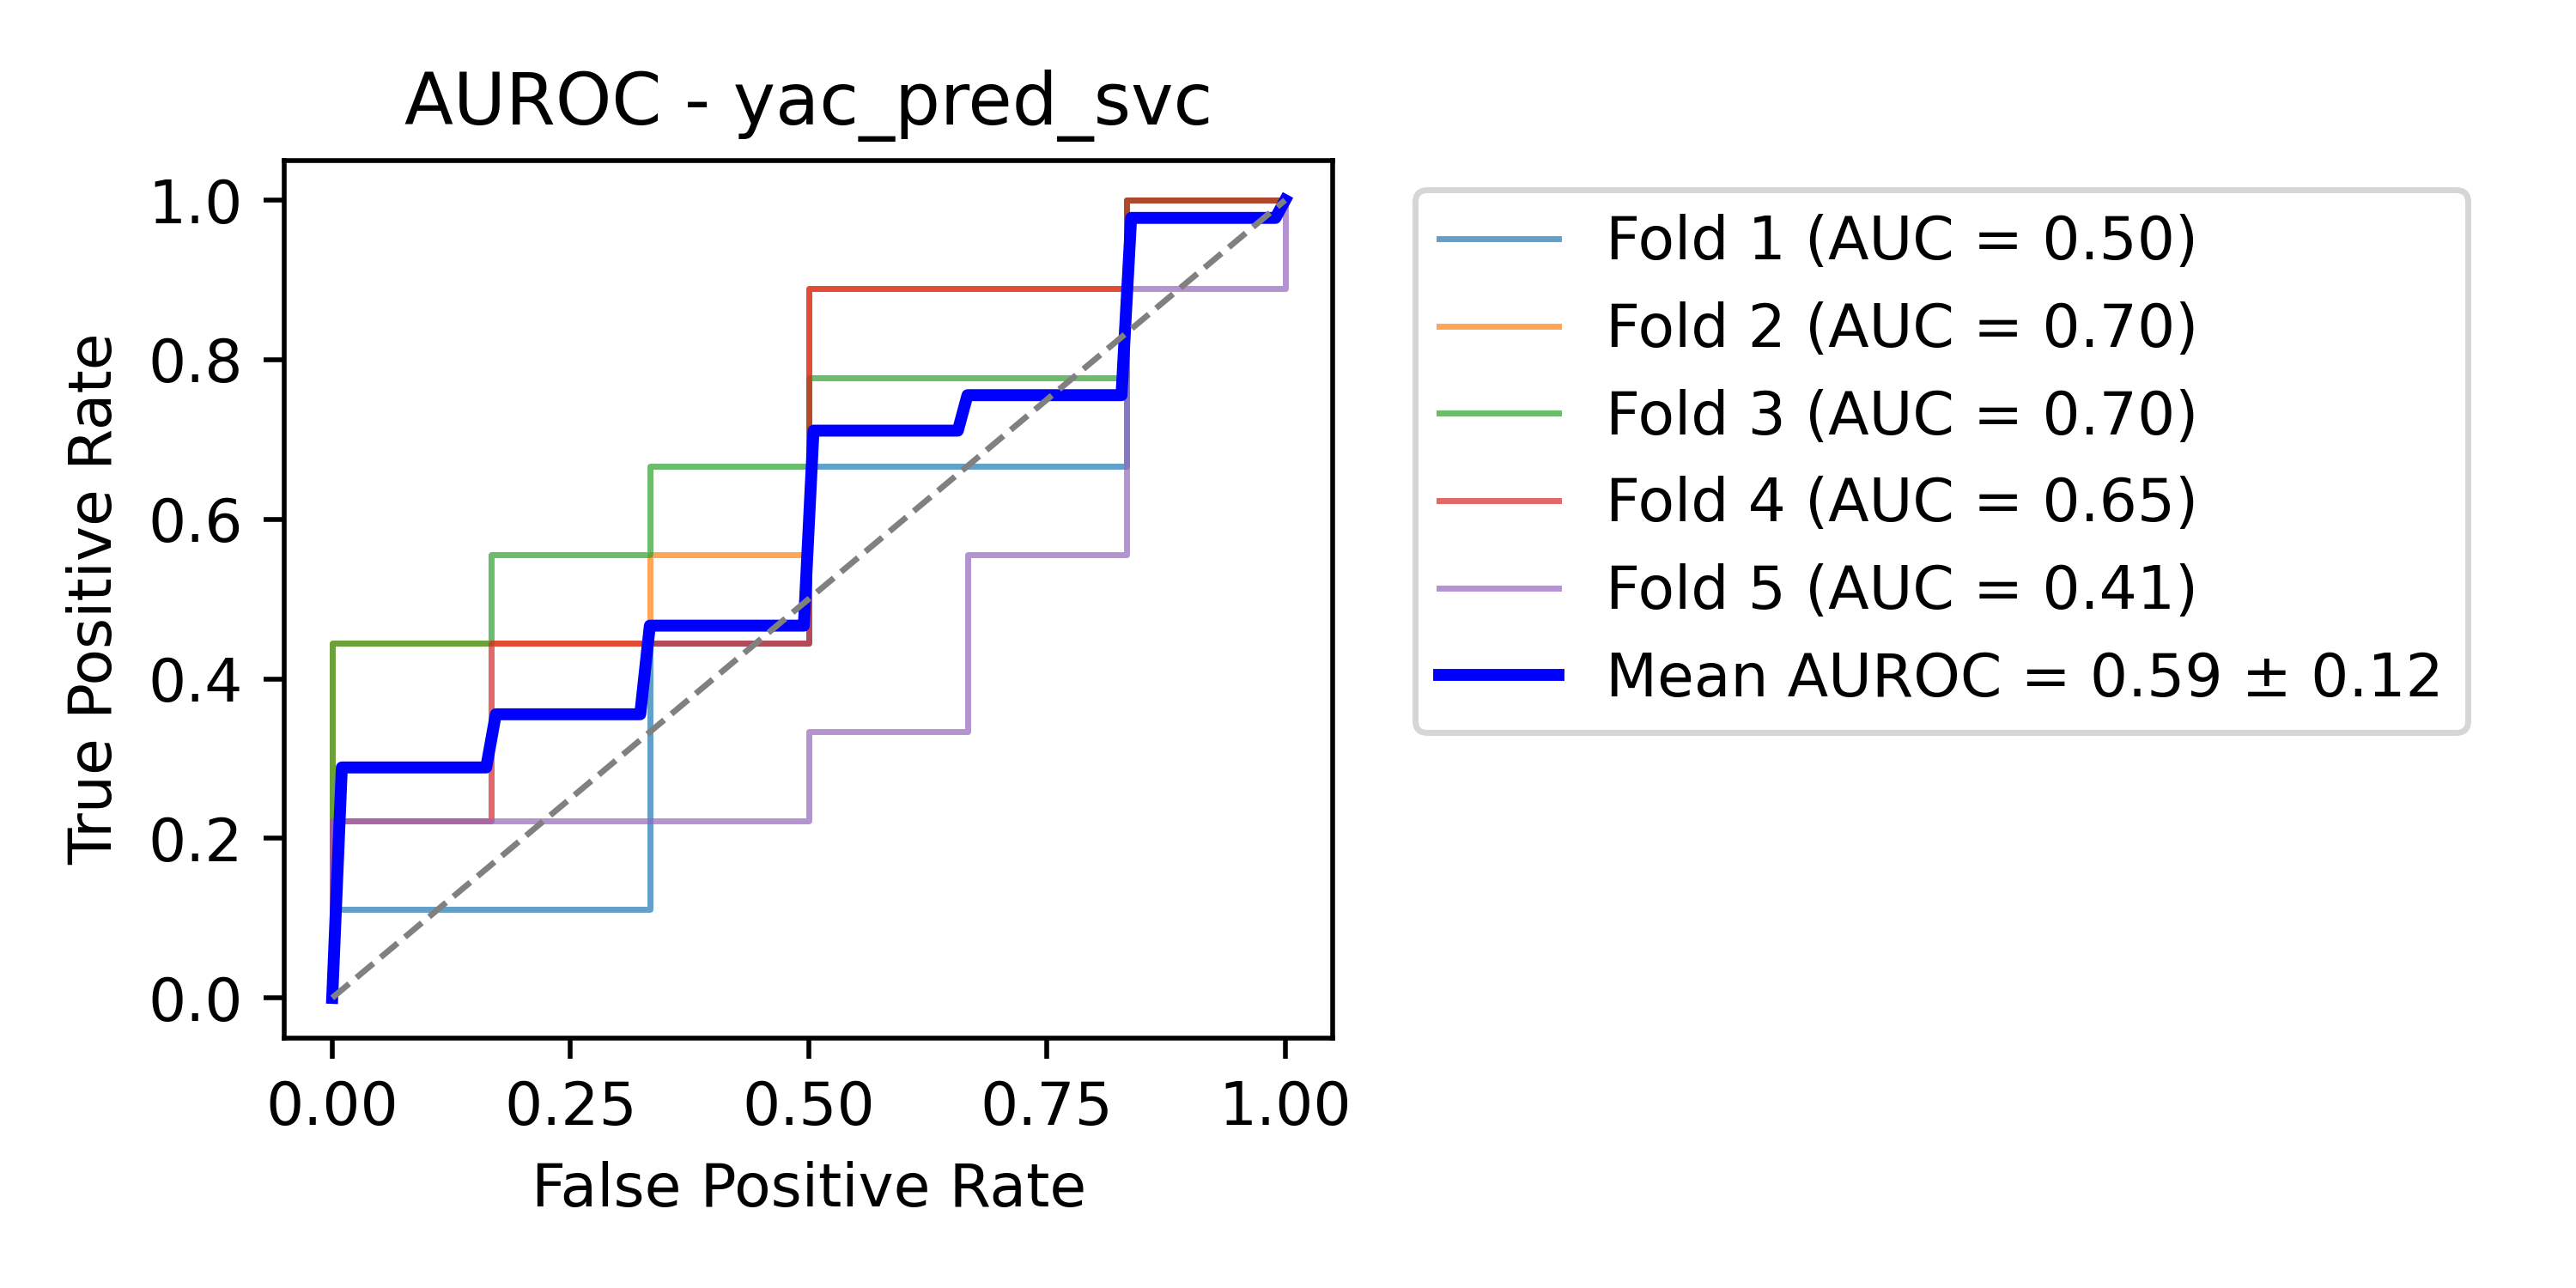 AUROC - yac_pred_svc
True Positive Rate
1.0
0.8
0.6
0.4
0.2
0.0
0.00 0.25 0.50 0.75 1.00
False Positive Rate
Fold 1 (AUC = 0.50)
Fold 2 (AUC = 0.70)
Fold 3 (AUC = 0.70)
Fold 4 (AUC = 0.65)
Fold 5 (AUC = 0.41)
Mean AUROC = 0.59 ± 0.12